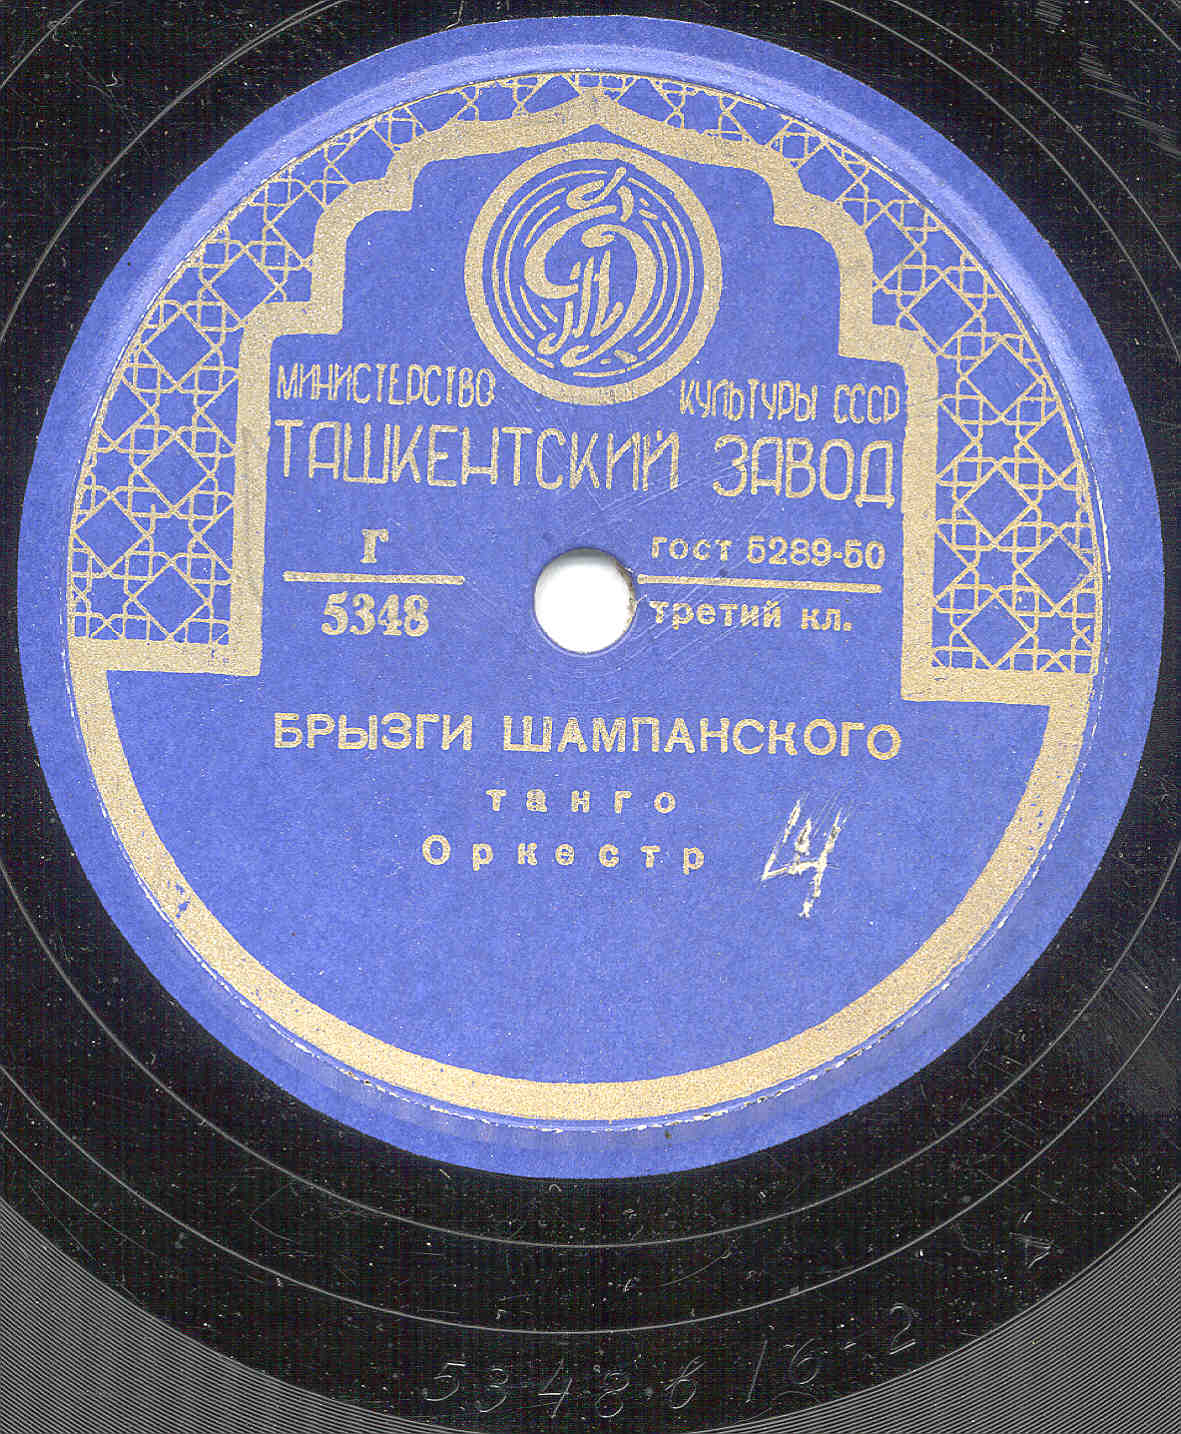 МИНИСТЕРСТВО КУЛЬТУРЫ СССР
ТАШКЕНТСКИЙ ЗАВОД
Г ГОСТ 5289-50
5348 третий кл.
БРЫЗГИ ШАМПАНСКОГО
танго
Оркестр
4
5348 в 16-2